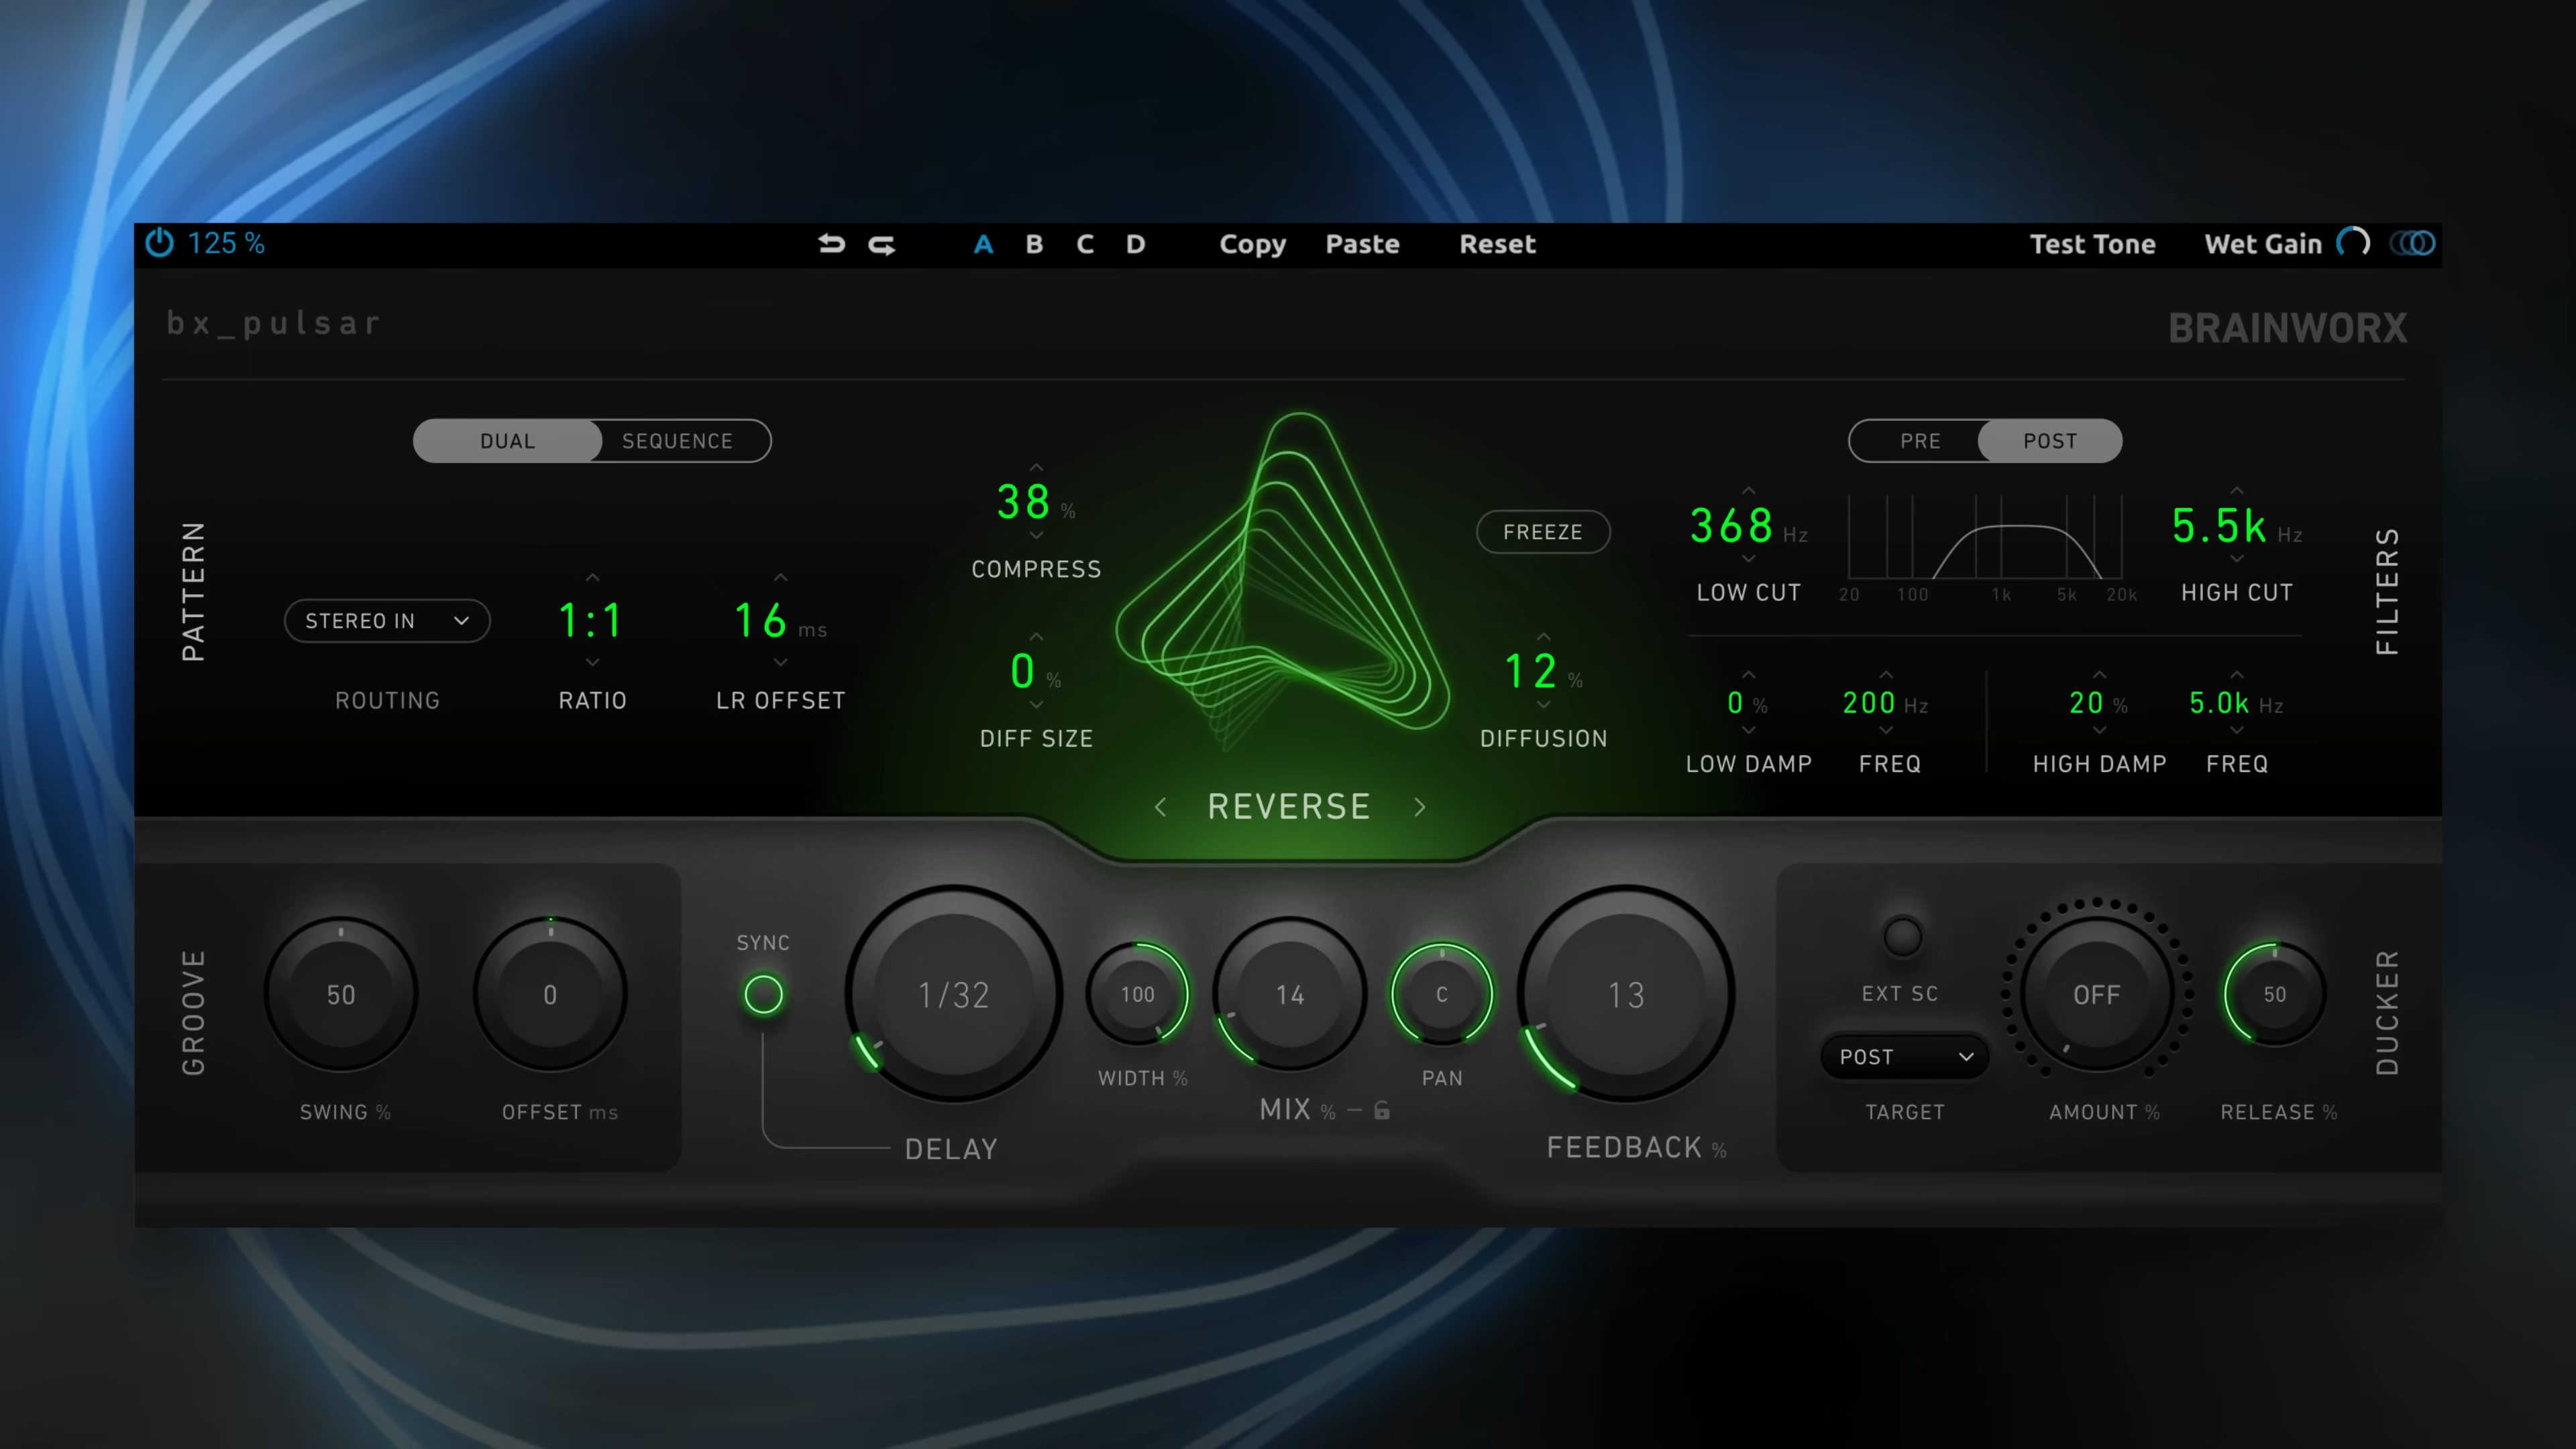 125 %
A B C D Copy Paste Reset
Test Tone Wet Gain
bx_pulsar
BRAINWORX
PATTERN
DUAL SEQUENCE
STEREO IN
ROUTING
1:1
RATIO
16 ms
LR OFFSET
38 %
COMPRESS
0 %
DIFF SIZE
FREEZE
12 %
DIFFUSION
REVERSE
PRE POST
368 Hz
LOW CUT
20 100 1k 5k 20k
5.5k Hz
HIGH CUT
0 %
LOW DAMP
200 Hz
FREQ
20 %
HIGH DAMP
5.0k Hz
FREQ
FILTERS
GROOVE
50
SWING %
0
OFFSET ms
SYNC
1/32
DELAY
100
WIDTH %
14
MIX %
C
PAN
13
FEEDBACK %
EXT SC
POST
TARGET
OFF
AMOUNT %
50
RELEASE %
DUCKER